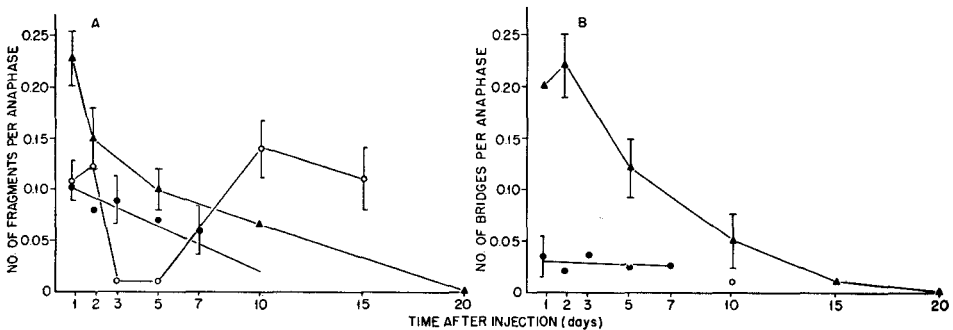 A
NO. OF FRAGMENTS PER ANAPHASE
0.25
0.20
0.15
0.10
0.05
0
1 2 3 5 7 10 15 20
B
NO. OF BRIDGES PER ANAPHASE
0.25
0.20
0.15
0.10
0.05
0
1 2 3 5 7 10 15 20
TIME AFTER INJECTION (days)